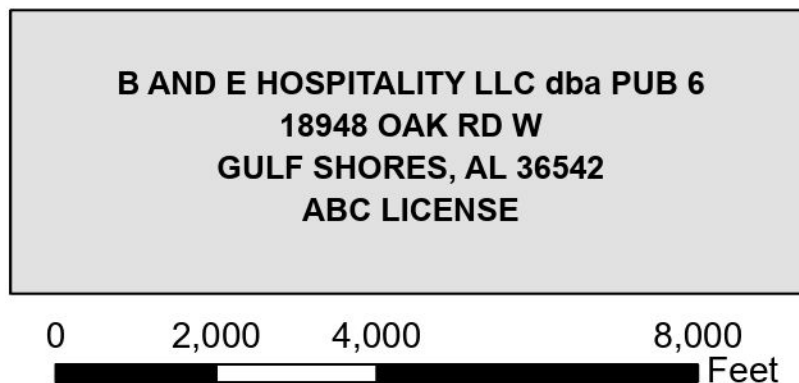 B AND E HOSPITALITY LLC dba PUB 6
18948 OAK RD W
GULF SHORES, AL 36542
ABC LICENSE
0 2,000 4,000 8,000
Feet